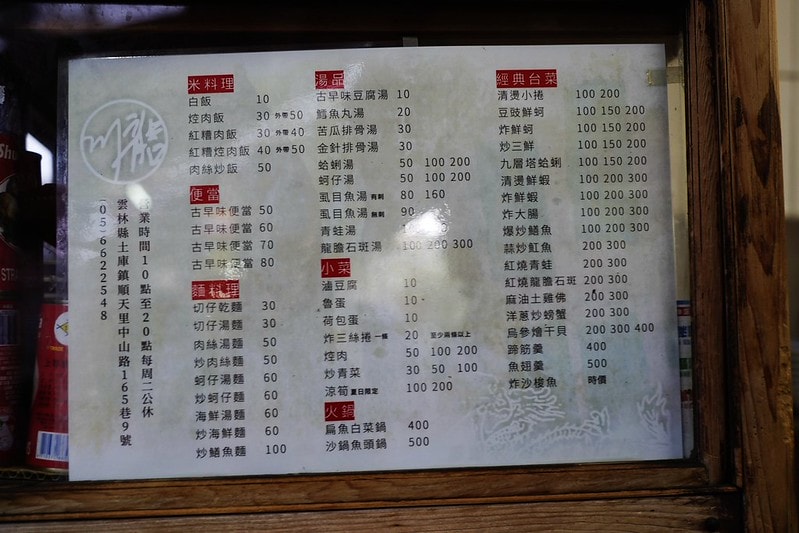 龍川
營業時間10點至20點每周二公休
雲林縣土庫鎮順天里中山路165巷9號
05-6622548
米料理
白飯 10
焢肉飯 30 外帶50
紅糟肉飯 30 外帶40
紅糟焢肉飯 40 外帶50
肉絲炒飯 50
便當
古早味便當 50
古早味便當 60
古早味便當 70
古早味便當 80
麵料理
切仔乾麵 30
切仔湯麵 30
肉絲湯麵 50
炒肉絲麵 50
蚵仔湯麵 60
炒蚵仔麵 60
海鮮湯麵 60
炒海鮮麵 60
炒鱔魚麵 100
湯品
古早味豆腐湯 10
鱈魚丸湯 20
苦瓜排骨湯 30
金針排骨湯 30
蛤蜊湯 50 100 200
蚵仔湯 50 100 200
虱目魚湯 有刺 80 160
虱目魚湯 無刺 90
青蛙湯
龍膽石斑湯 100 200 300
小菜
滷豆腐 10
魯蛋 10
荷包蛋 10
炸三絲捲 一條 20 至少兩條以上
焢肉 50 100 200
炒青菜 30 50 100
涼筍 夏日限定 100 200
火鍋
扁魚白菜鍋 400
沙鍋魚頭鍋 500
經典台菜
清燙小捲 100 200
豆豉鮮蚵 100 150 200
炸鮮蚵 100 150 200
炒三鮮 100 150 200
九層塔蛤蜊 100 150 200
清燙鮮蝦 100 200 300
炸鮮蝦 100 200 300
炸大腸 100 200 300
爆炒鱔魚 100 200 300
蒜炒魟魚 200 300
紅燒青蛙 200 300
紅燒龍膽石斑 200 300
麻油土雞佛 200 300
洋蔥炒螃蟹 200 300
烏參燴干貝 200 300 400
蹄筋羹 400
魚翅羹 500
炸沙梭魚 時價